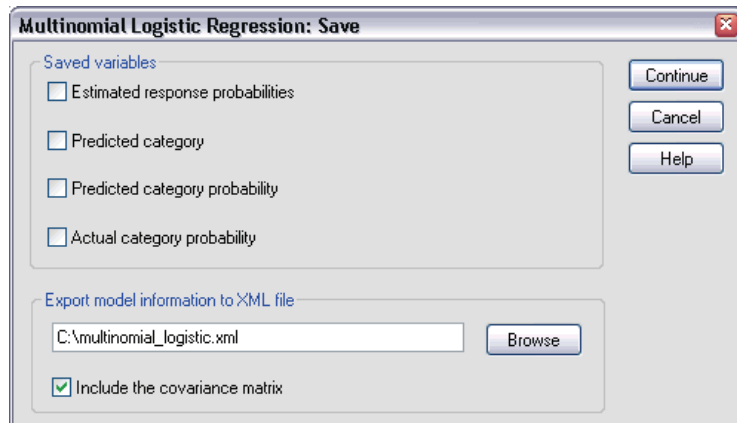 Multinomial Logistic Regression: Save
Saved variables
Estimated response probabilities
Predicted category
Predicted category probability
Actual category probability
Continue
Cancel
Help
Export model information to XML file
C:\multinomial_logistic.xml
Browse
Include the covariance matrix